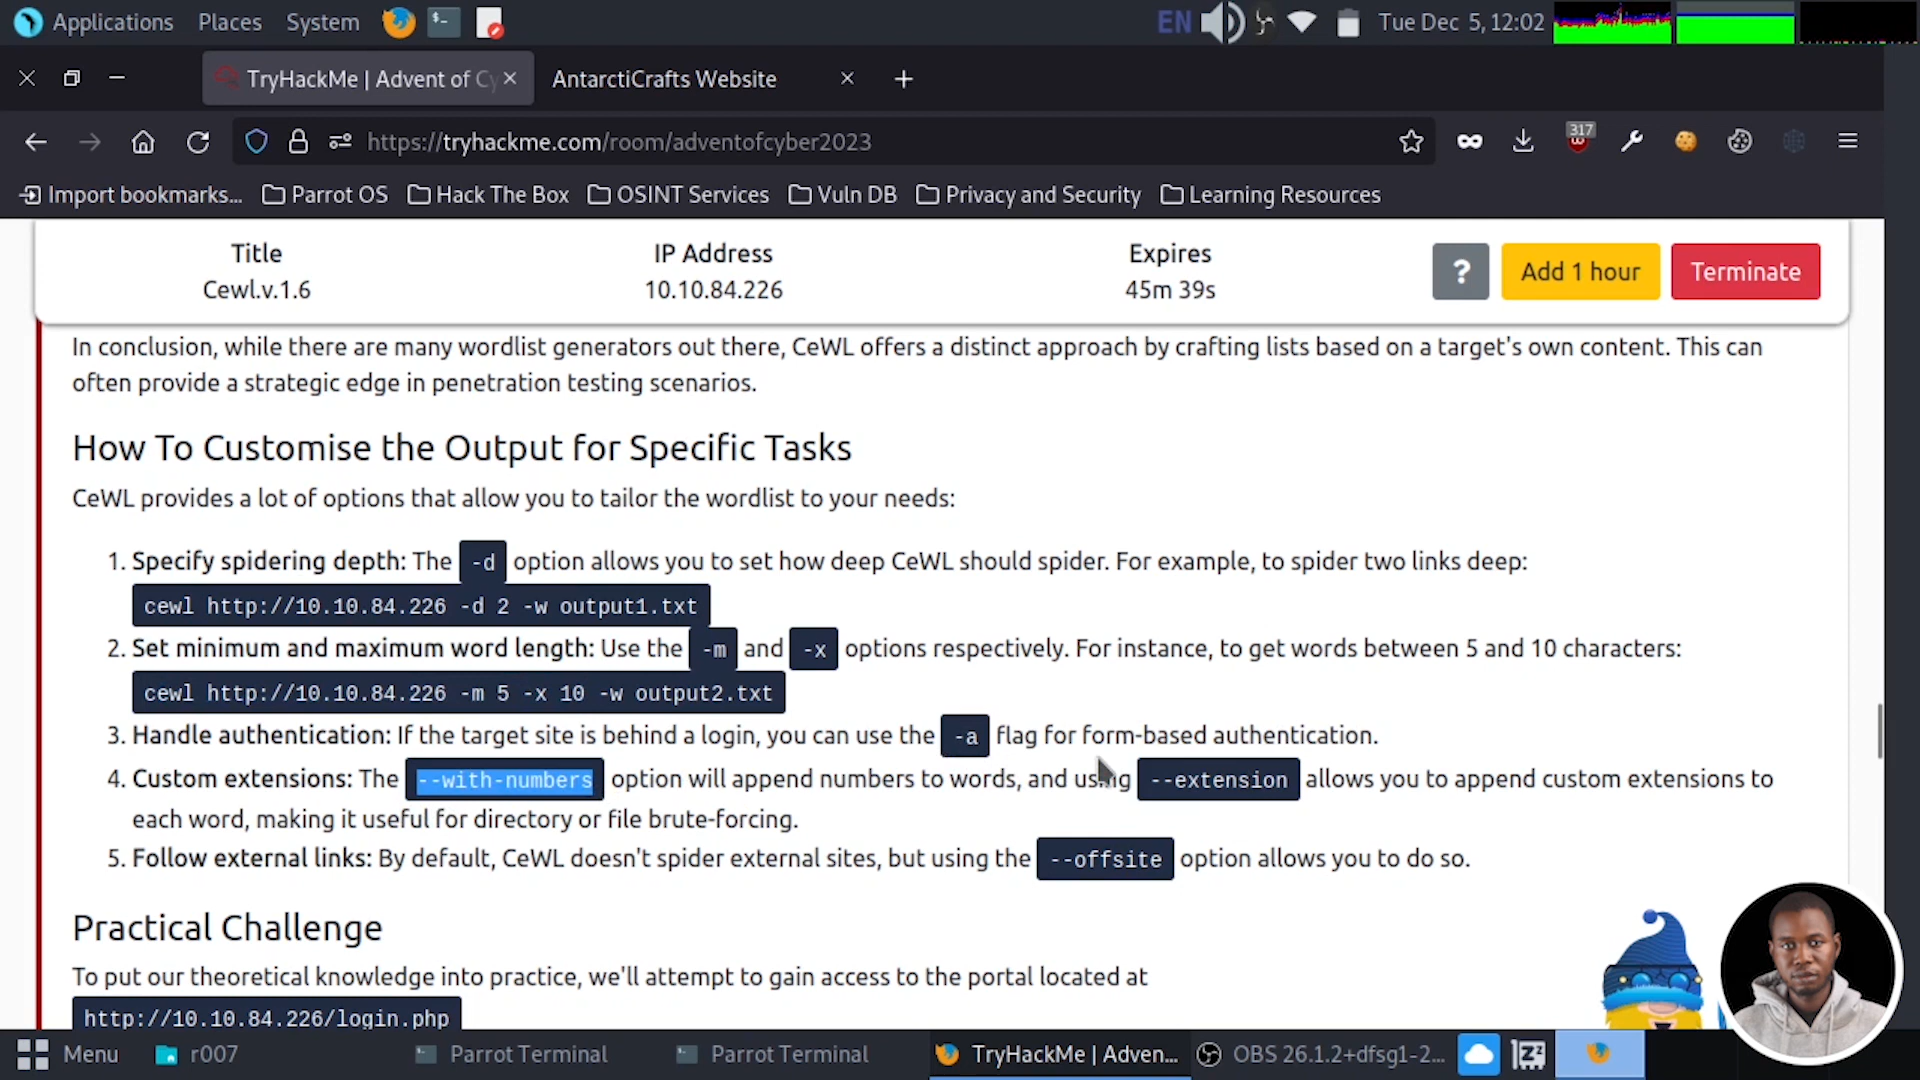 Applications Places System EN Tue Dec 5, 12:02
TryHackMe | Advent of Cy AntarctiCrafts Website
https://tryhackme.com/room/adventofcyber2023 317
Import bookmarks... Parrot OS Hack The Box OSINT Services Vuln DB Privacy and Security Learning Resources
Title IP Address Expires
Cewl.v.1.6 10.10.84.226 45m 39s ? Add 1 hour Terminate
In conclusion, while there are many wordlist generators out there, CeWL offers a distinct approach by crafting lists based on a target's own content. This can
often provide a strategic edge in penetration testing scenarios.
How To Customise the Output for Specific Tasks
CeWL provides a lot of options that allow you to tailor the wordlist to your needs:
1. Specify spidering depth: The -d option allows you to set how deep CeWL should spider. For example, to spider two links deep:
cewl http://10.10.84.226 -d 2 -w output1.txt
2. Set minimum and maximum word length: Use the -m and -x options respectively. For instance, to get words between 5 and 10 characters:
cewl http://10.10.84.226 -m 5 -x 10 -w output2.txt
3. Handle authentication: If the target site is behind a login, you can use the -a flag for form-based authentication.
4. Custom extensions: The --with-numbers option will append numbers to words, and using --extension allows you to append custom extensions to
each word, making it useful for directory or file brute-forcing.
5. Follow external links: By default, CeWL doesn't spider external sites, but using the --offsite option allows you to do so.
Practical Challenge
To put our theoretical knowledge into practice, we'll attempt to gain access to the portal located at
http://10.10.84.226/login.php
Menu r007 Parrot Terminal Parrot Terminal TryHackMe | Adven... OBS 26.1.2+dfsg1-2...